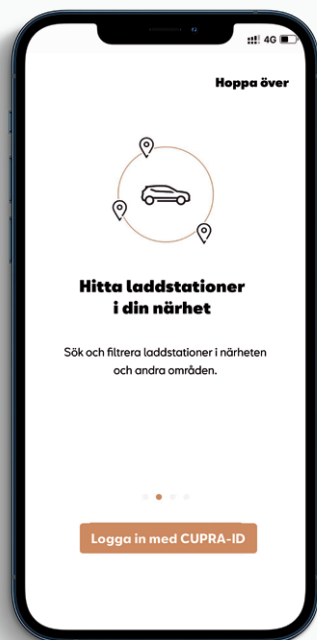 4G
Hoppa över
Hitta laddstationer
i din närhet
Sök och filtrera laddstationer i närheten
och andra områden.
Logga in med CUPRA-ID